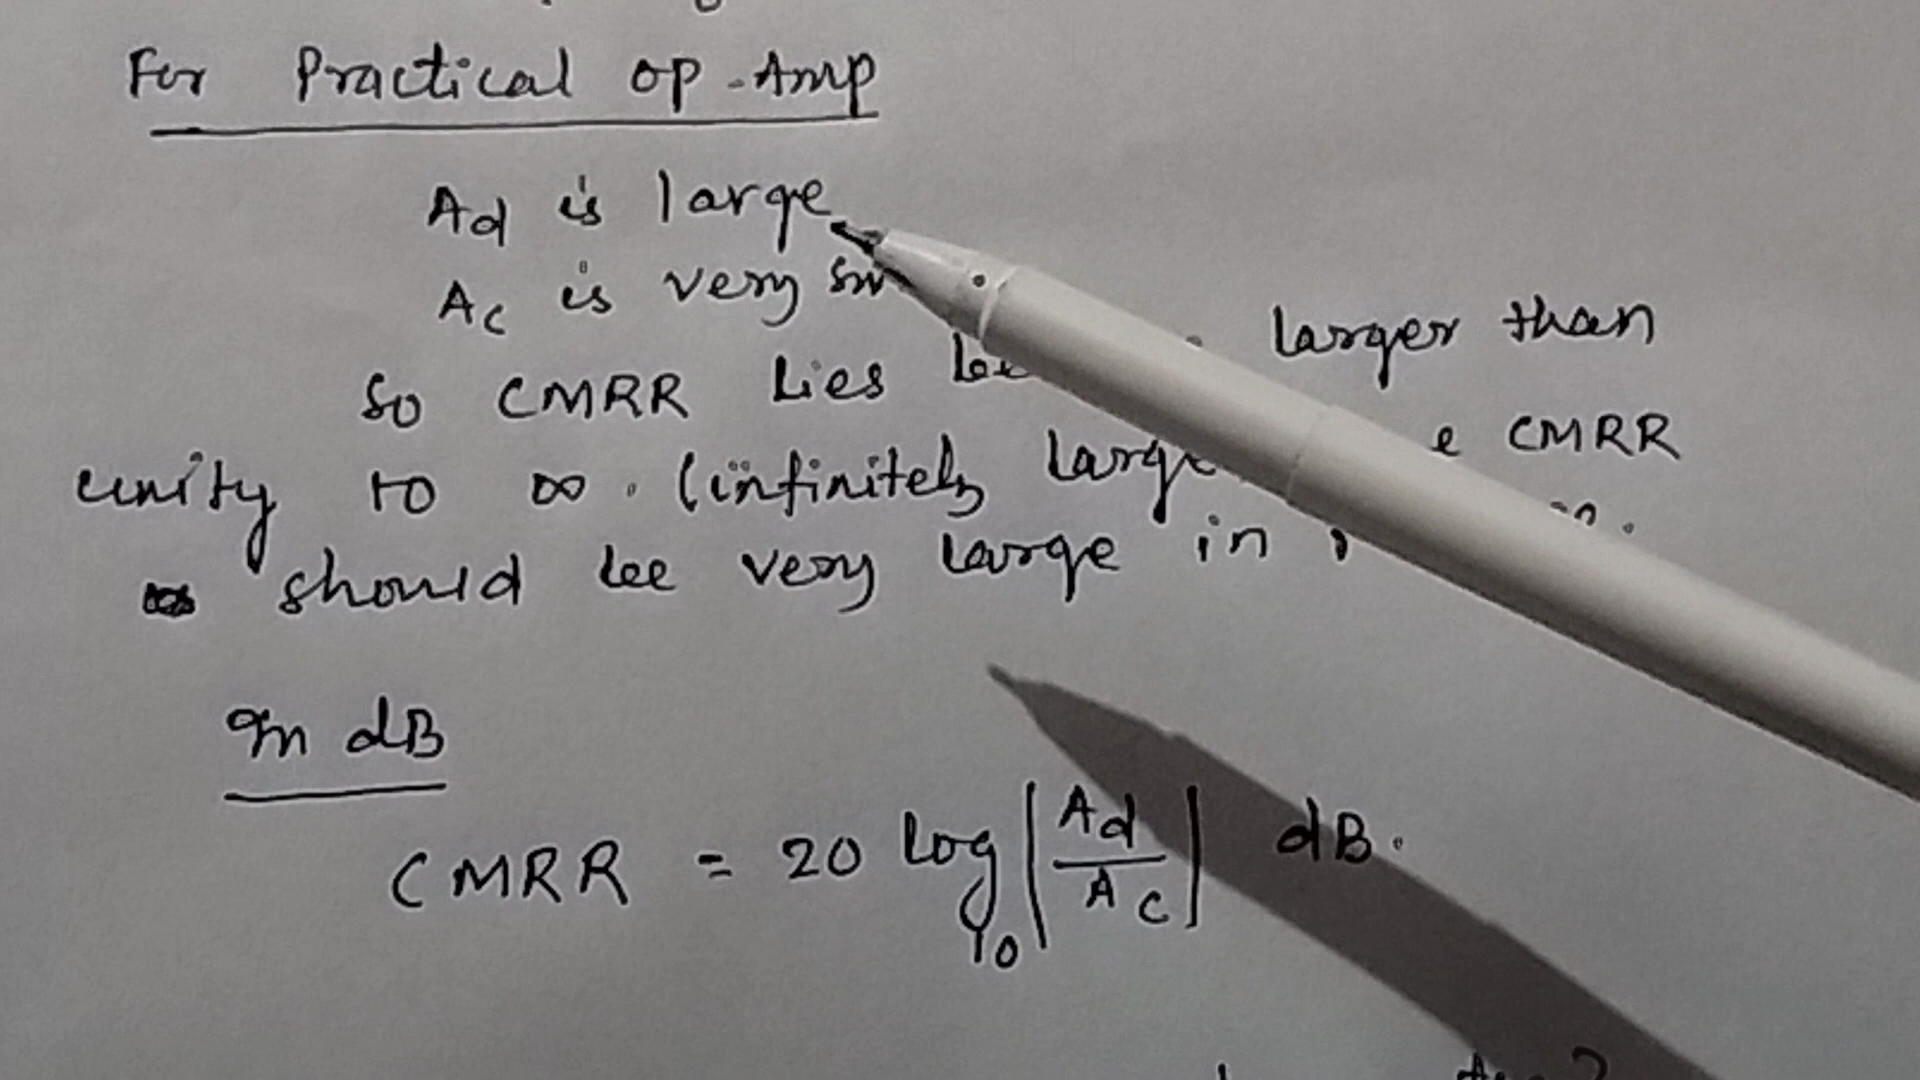 For Practical op-Amp
Ad is large
Ac is very
So CMRR Lies larger than
unity to ∞. (infinitely CMRR
should be very large in
In dB
CMRR = 20 log10 |Ad/Ac| dB.